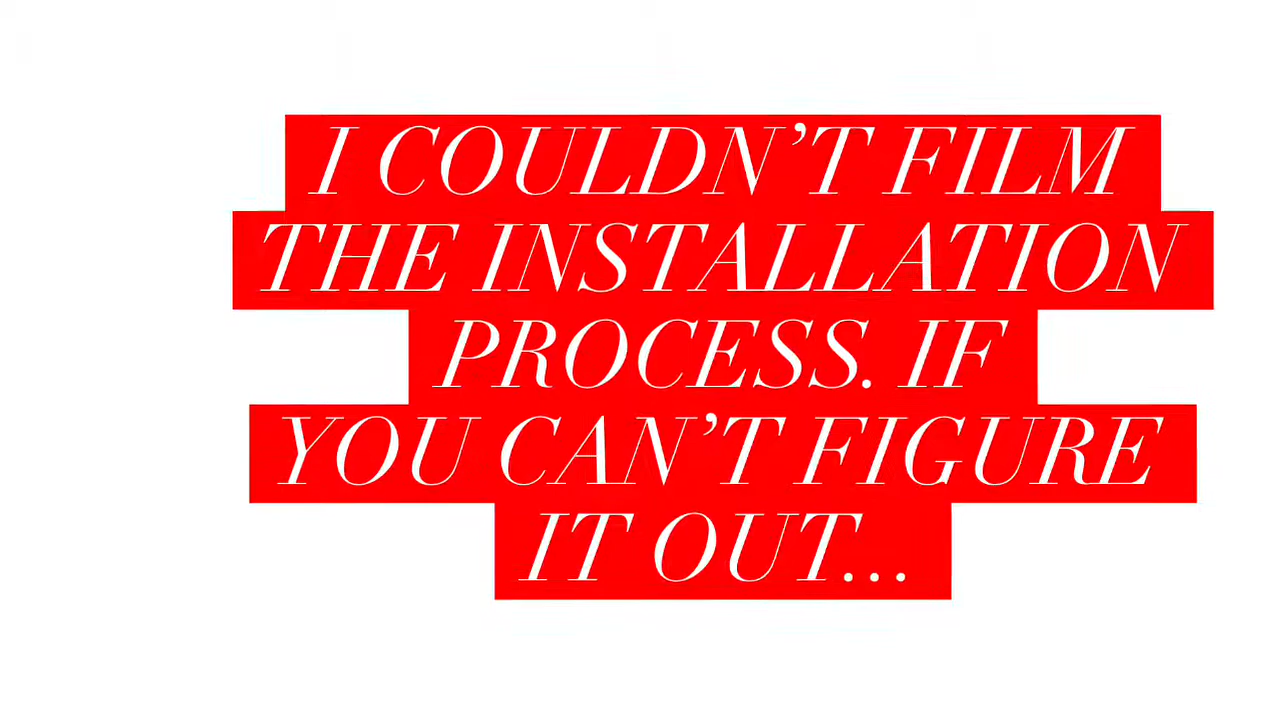 I COULDN’T FILM
THE INSTALLATION
PROCESS. IF
YOU CAN’T FIGURE
IT OUT...